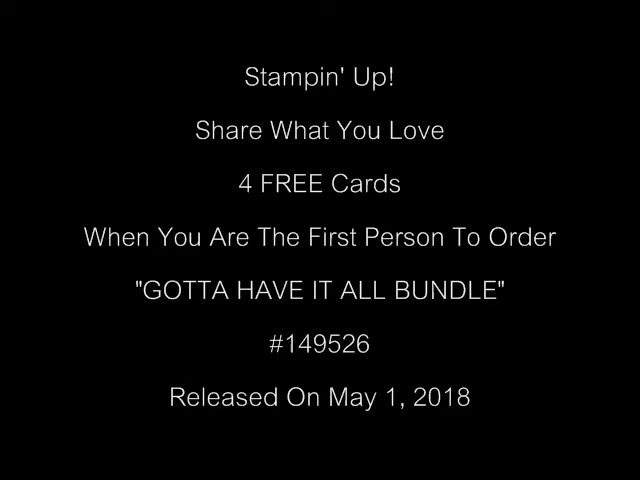 Stampin' Up!
Share What You Love
4 FREE Cards
When You Are The First Person To Order
"GOTTA HAVE IT ALL BUNDLE"
#149526
Released On May 1, 2018